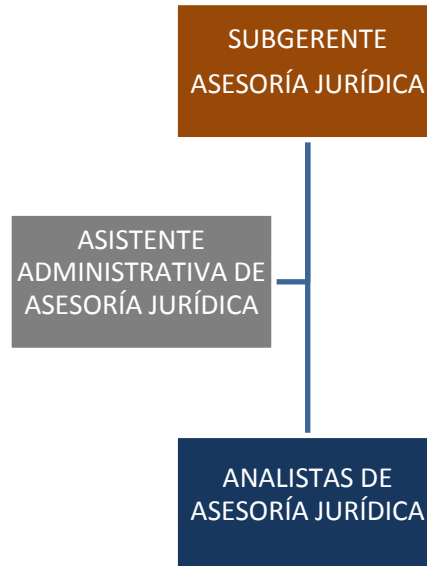 SUBGERENTE
ASESORÍA JURÍDICA
ASISTENTE
ADMINISTRATIVA DE
ASESORÍA JURÍDICA
ANALISTAS DE
ASESORÍA JURÍDICA